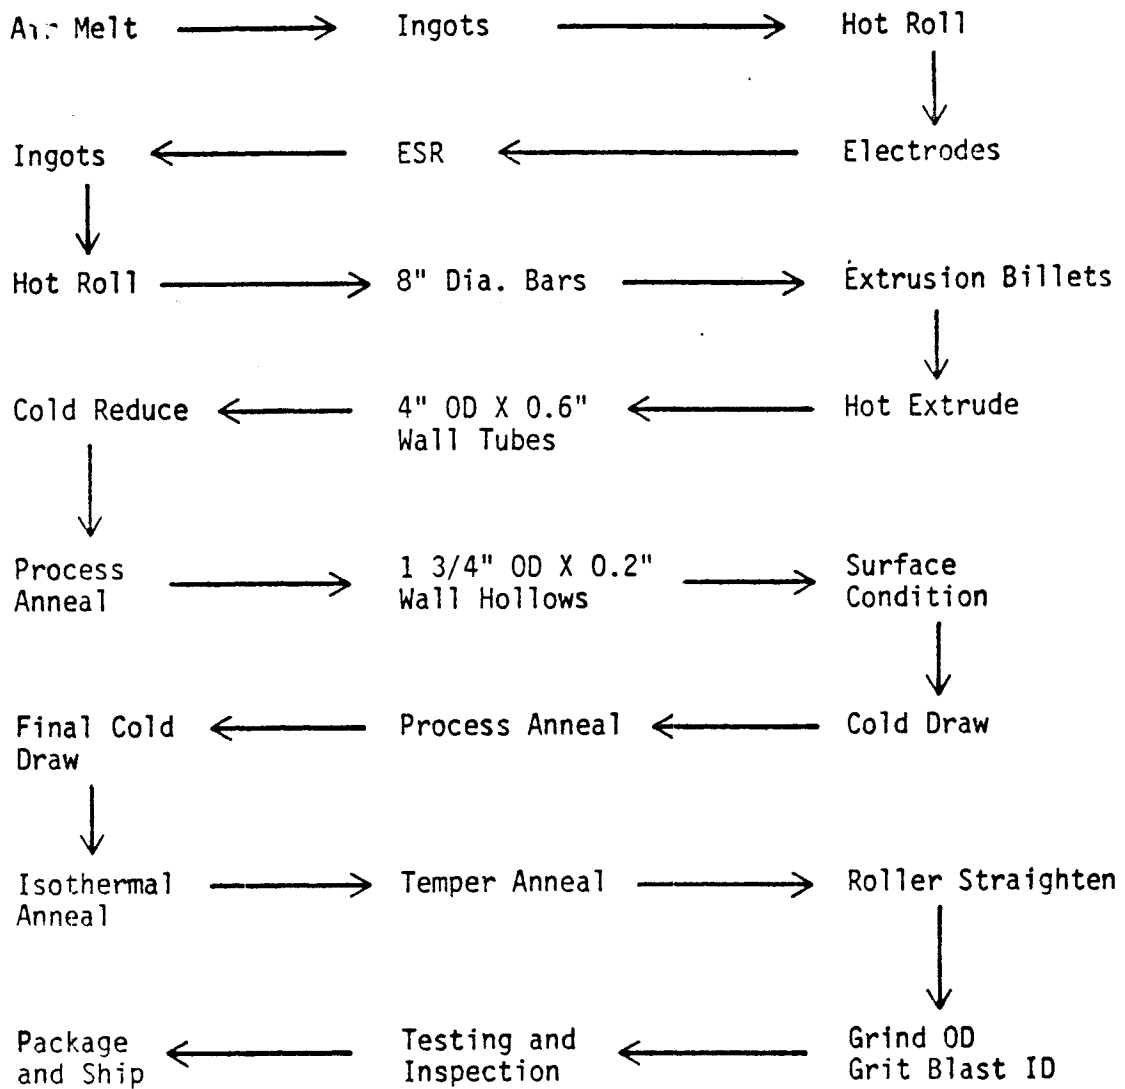 Air Melt
Ingots
Hot Roll
Ingots
ESR
Electrodes
Hot Roll
8" Dia. Bars
Extrusion Billets
Cold Reduce
4" OD X 0.6"
Wall Tubes
Hot Extrude
Process
Anneal
1 3/4" OD X 0.2"
Wall Hollows
Surface
Condition
Final Cold
Draw
Process Anneal
Cold Draw
Isothermal
Anneal
Temper Anneal
Roller Straighten
Package
and Ship
Testing and
Inspection
Grind OD
Grit Blast ID